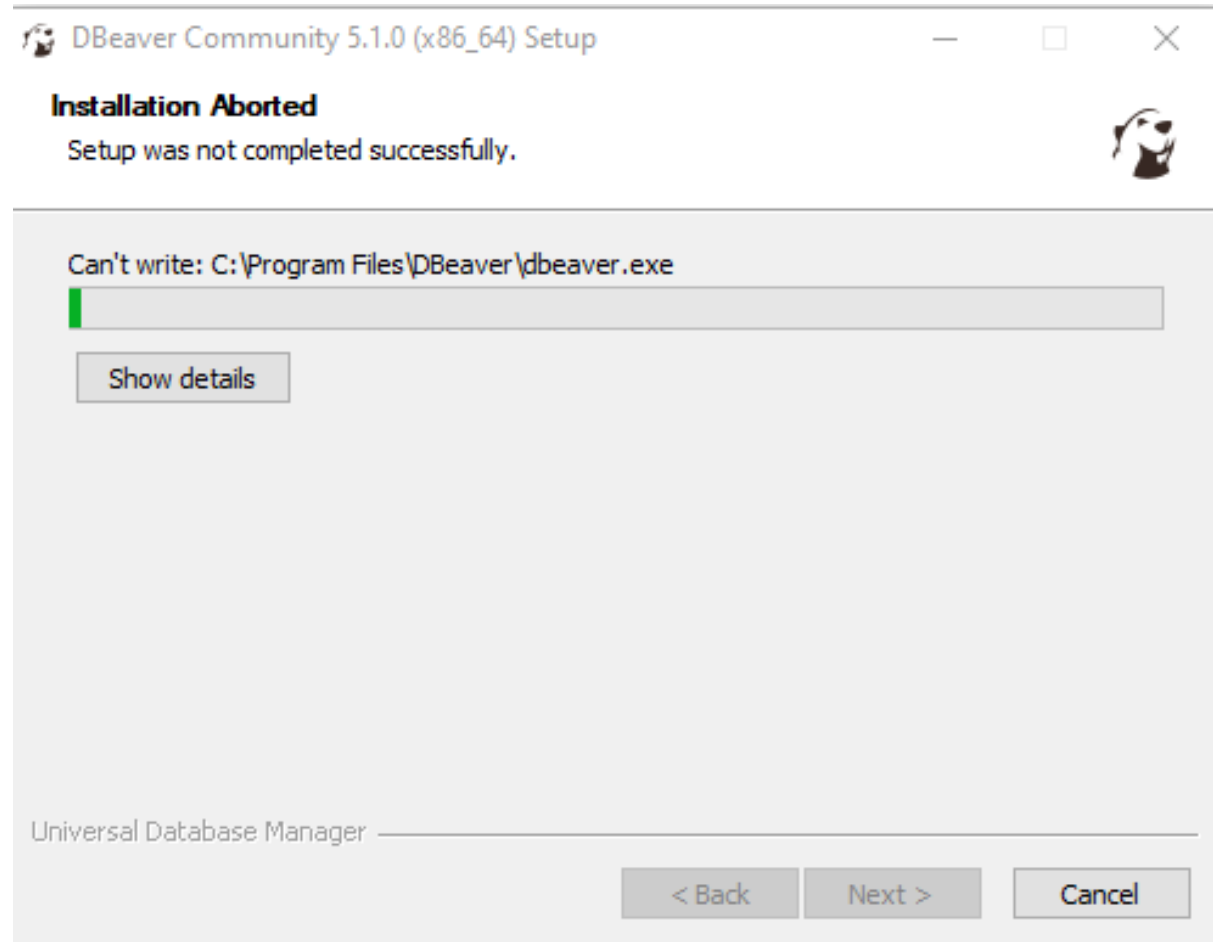 DBeaver Community 5.1.0 (x86_64) Setup
Installation Aborted
Setup was not completed successfully.
Can't write: C:\Program Files\DBeaver\dbeaver.exe
Show details
Universal Database Manager
< Back
Next >
Cancel